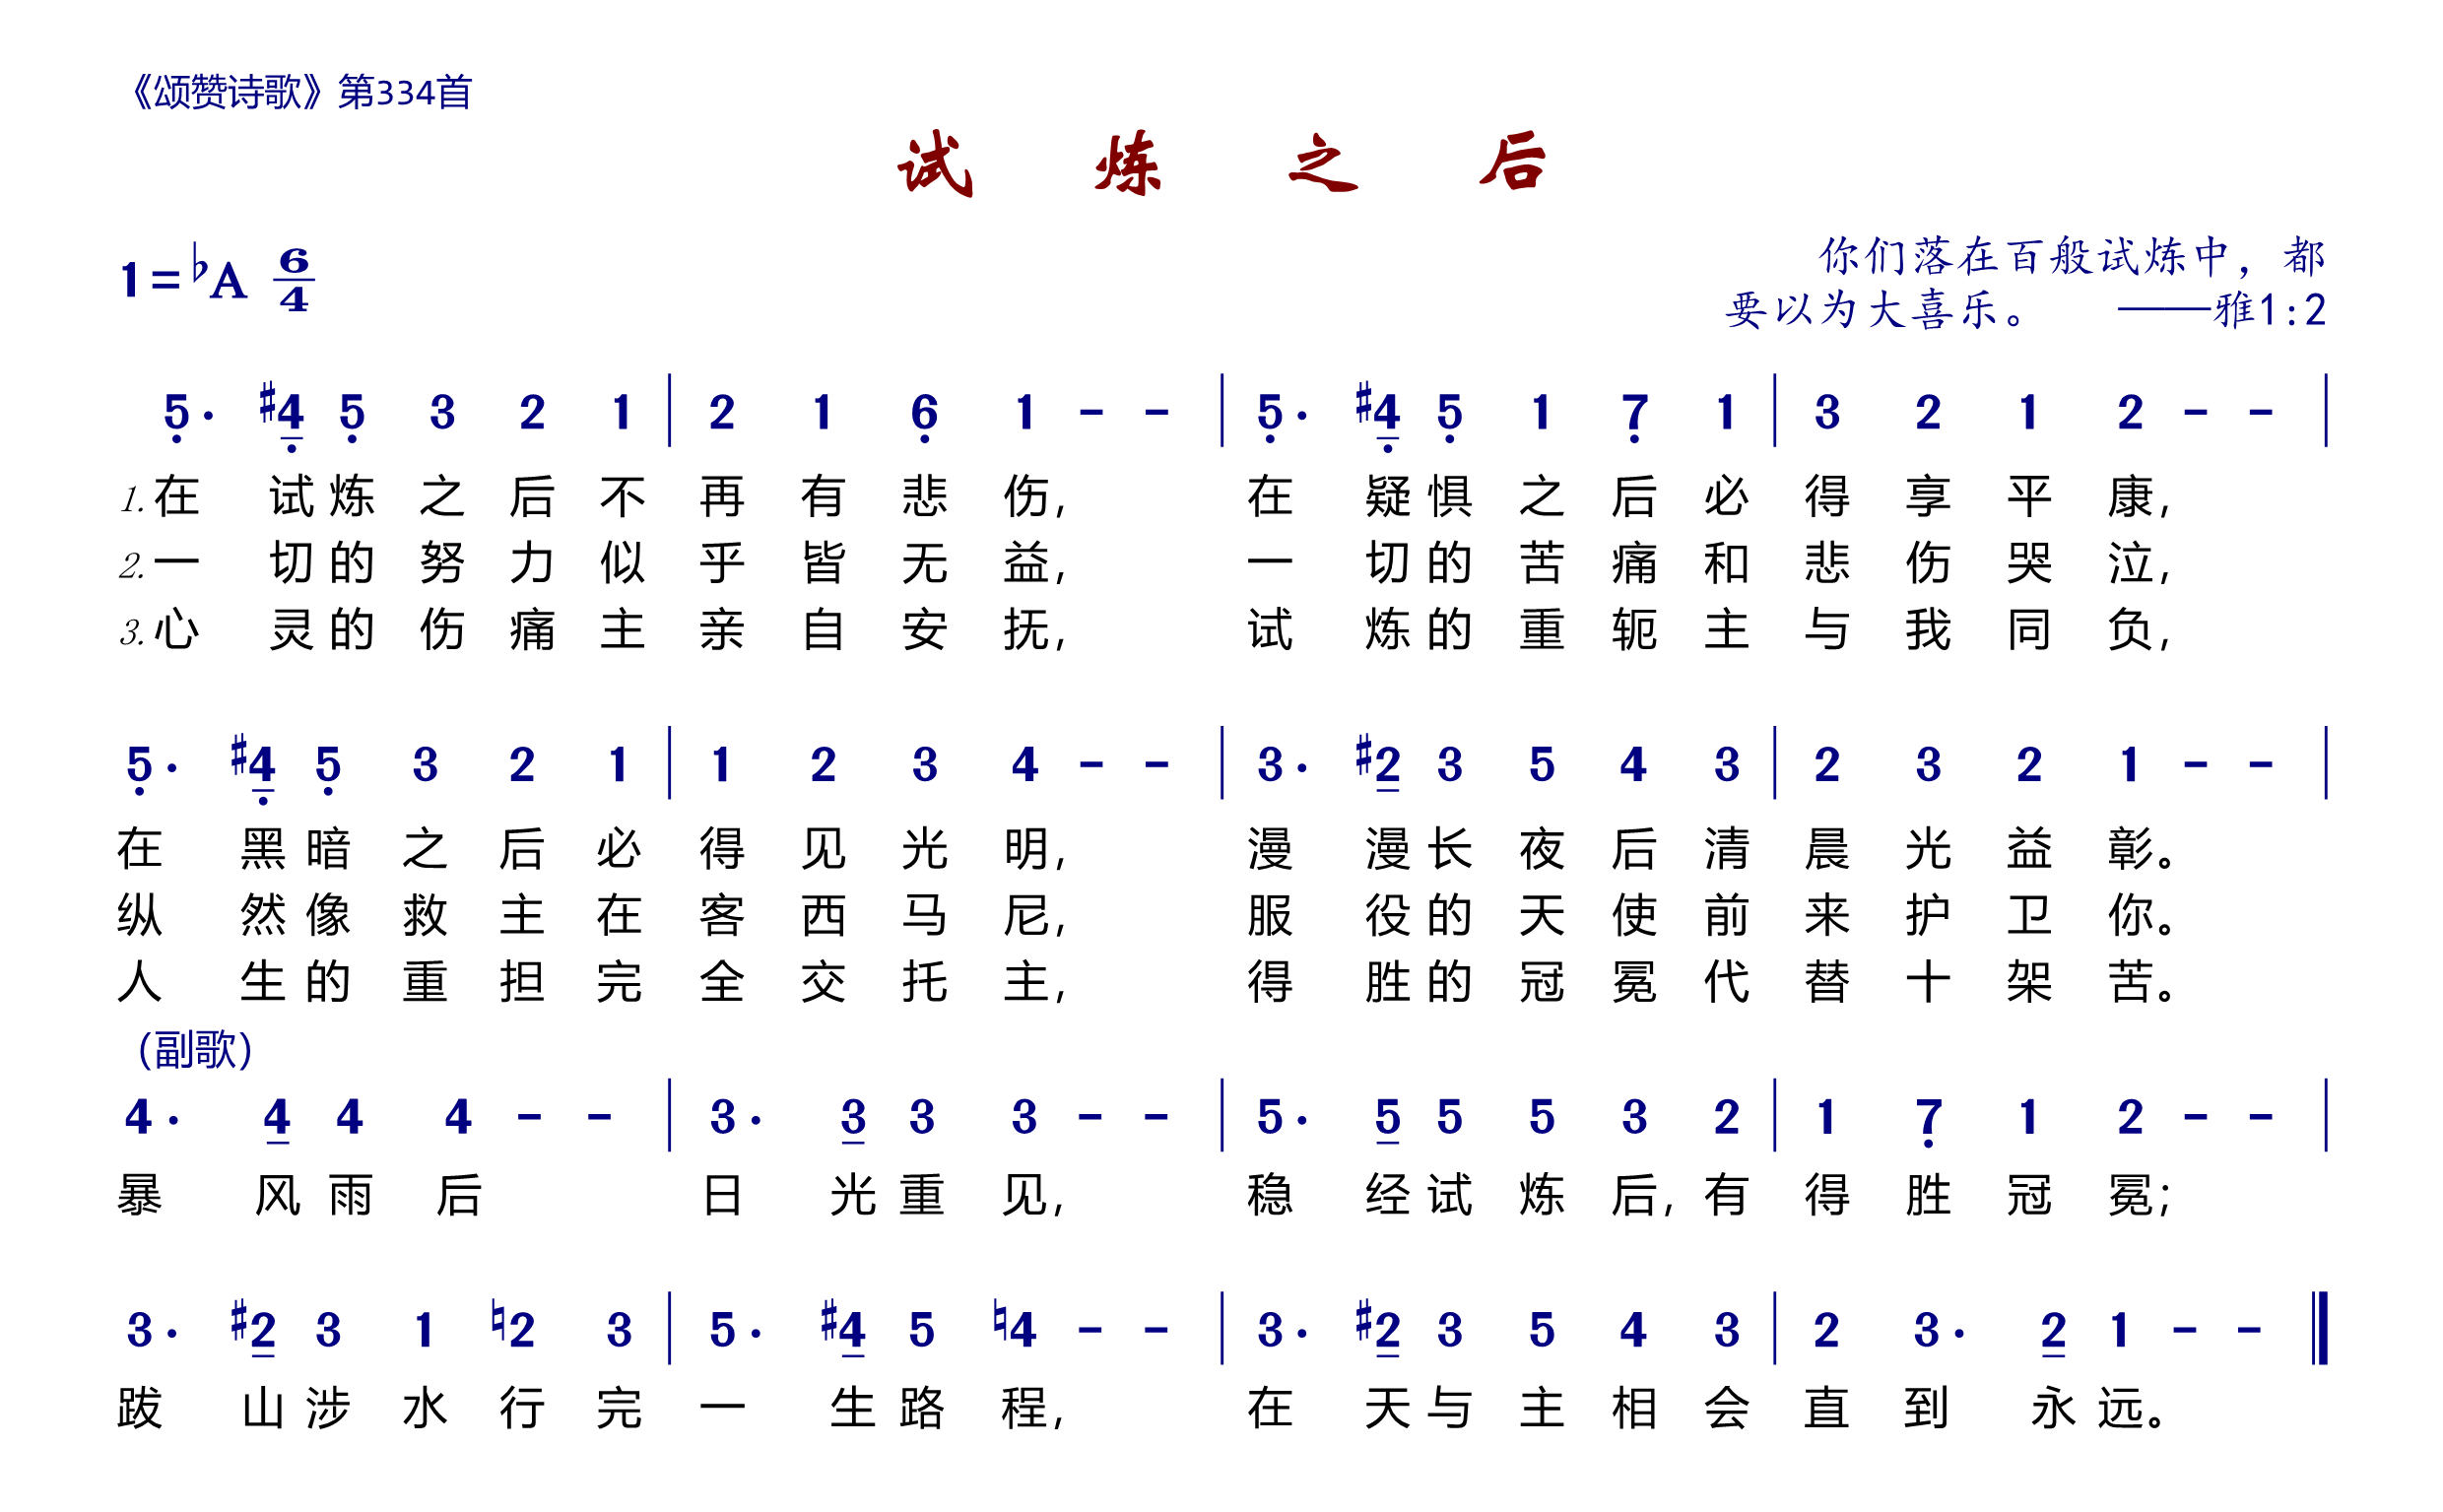 《颂赞诗歌》第334首
试 炼 之 后
1=♭A 6/4
你们落在百般试炼中，都
要以为大喜乐。 ——雅1:2
5̣. #4̣ 5̣ 3 2 1 | 2 1 6̣ 1 - - | 5̣. #4̣ 5̣ 1 7̣ 1 | 3 2 1 2 - - |
1.在 试炼 之 后 不 再 有 悲 伤, 在 疑惧 之 后 必 得 享 平 康,
2.一 切的 努 力 似 乎 皆 无 益, 一 切的 苦 痛 和 悲 伤 哭 泣,
3.心 灵的 伤 痛 主 亲 自 安 抚, 试 炼的 重 轭 主 与 我 同 负,
5̣. #4̣ 5̣ 3 2 1 | 1 2 3 4 - - | 3. #2 3 5 4 3 | 2 3 2 1 - - |
在 黑暗 之 后 必 得 见 光 明, 漫 漫长 夜 后 清 晨 光 益 彰。
纵 然像 救 主 在 客 西 马 尼, 服 役的 天 使 前 来 护 卫 你。
人 生的 重 担 完 全 交 托 主, 得 胜的 冠 冕 代 替 十 架 苦。
(副歌)
4. 4 4 4 - - | 3. 3 3 3 - - | 5. 5 5 5 3 2 | 1 7̣ 1 2 - - |
暴 风 雨 后 日 光 重 见, 稳 经 试 炼 后, 有 得 胜 冠 冕;
3. #2 3 1 ♮2 3 | 5. #4 5 ♮4 - - | 3. #2 3 5 4 3 | 2 3. 2 1 - - ‖
跋 山涉 水 行 完 一 生路 程, 在 天与 主 相 会 直 到 永 远。